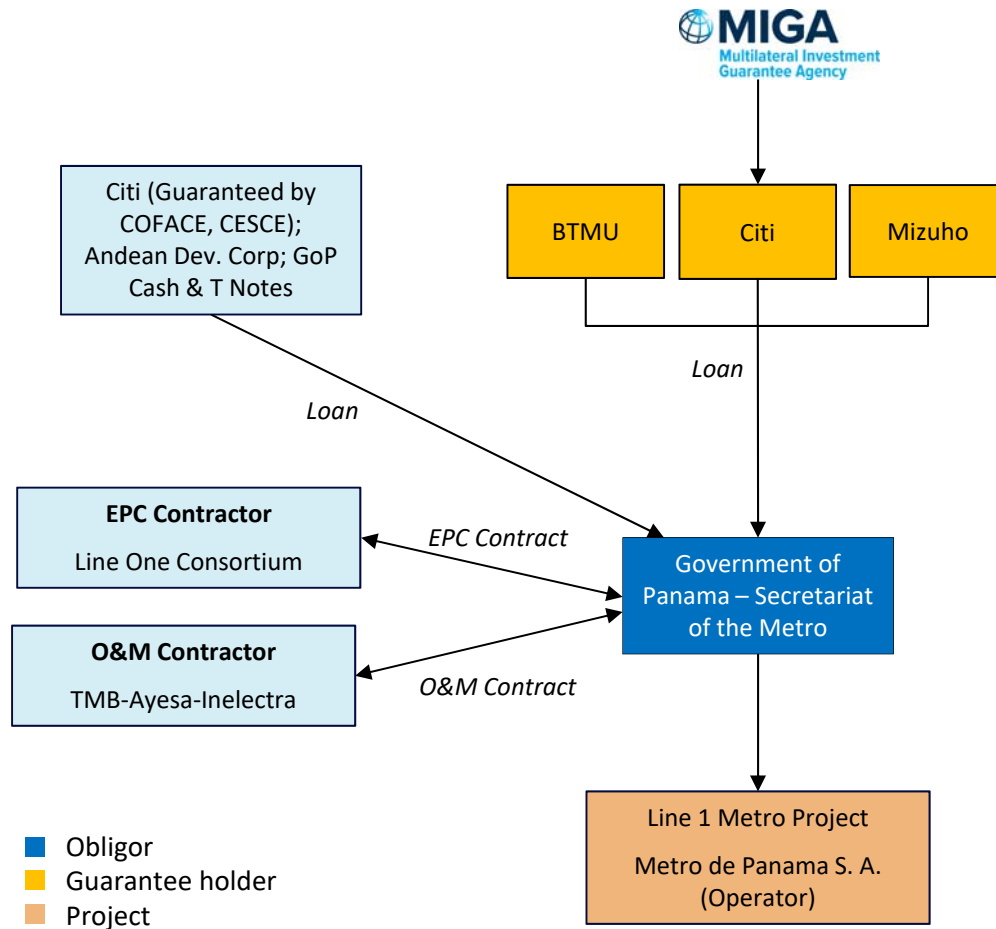 MIGA
Multilateral Investment
Guarantee Agency
Citi (Guaranteed by
COFACE, CESCE);
Andean Dev. Corp; GoP
Cash & T Notes
BTMU
Citi
Mizuho
Loan
Loan
EPC Contractor
Line One Consortium
EPC Contract
Government of
Panama – Secretariat
of the Metro
O&M Contractor
TMB-Ayesa-Inelectra
O&M Contract
Line 1 Metro Project
Metro de Panama S. A.
(Operator)
Obligor
Guarantee holder
Project